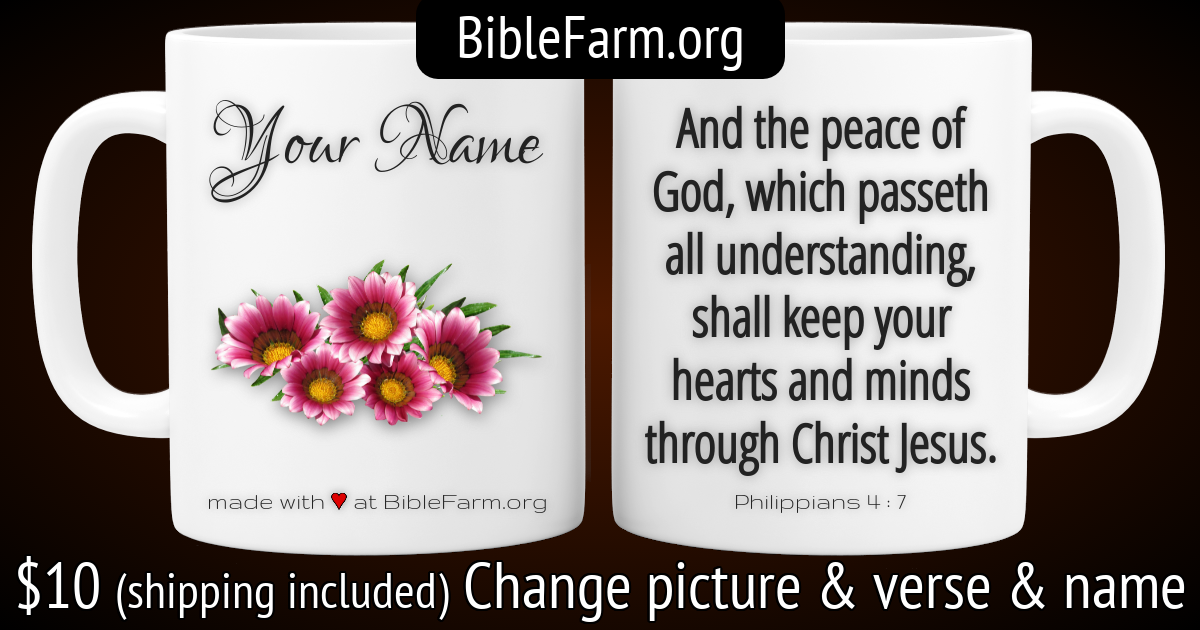 BibleFarm.org
Your Name
made with ♥ at BibleFarm.org
And the peace of
God, which passeth
all understanding,
shall keep your
hearts and minds
through Christ Jesus.
Philippians 4 : 7
$10 (shipping included) Change picture & verse & name